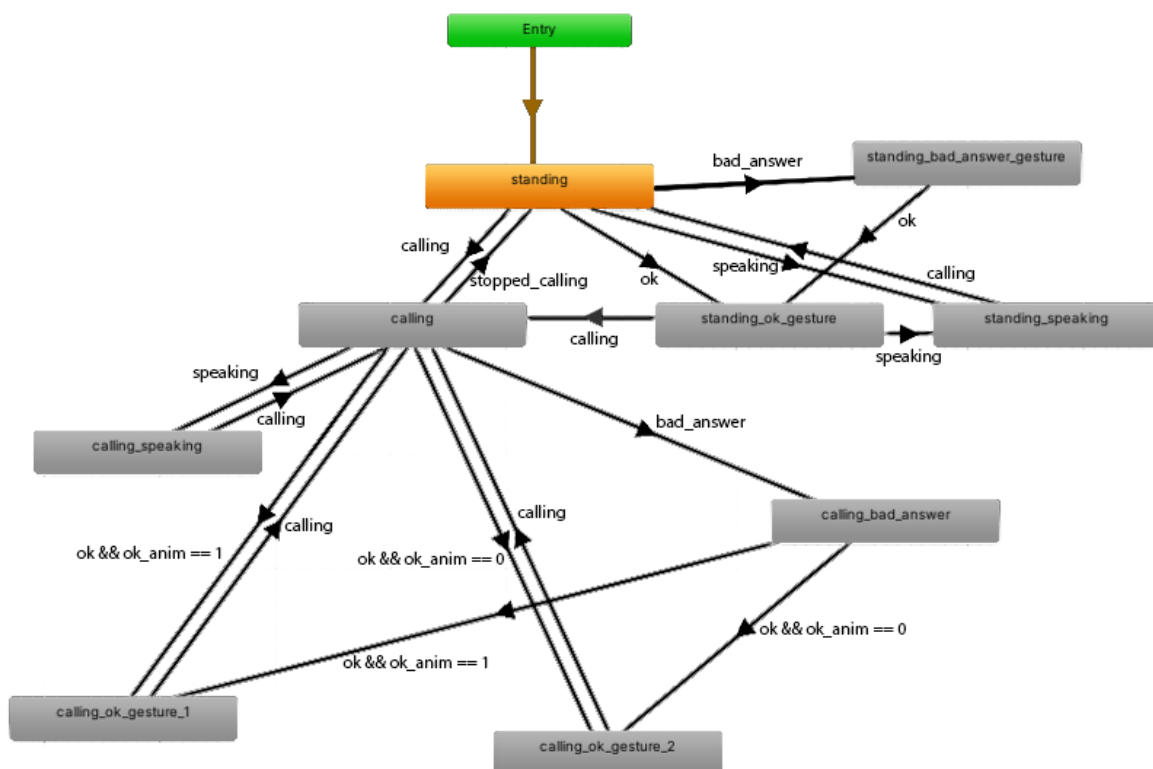 Entry
bad_answer
standing_bad_answer_gesture
standing
ok
calling
speaking
calling
stopped_calling
ok
calling
standing_ok_gesture
standing_speaking
calling
speaking
speaking
calling
bad_answer
calling_speaking
calling
calling
calling_bad_answer
ok && ok_anim == 1
ok && ok_anim == 0
ok && ok_anim == 0
ok && ok_anim == 1
calling_ok_gesture_1
calling_ok_gesture_2